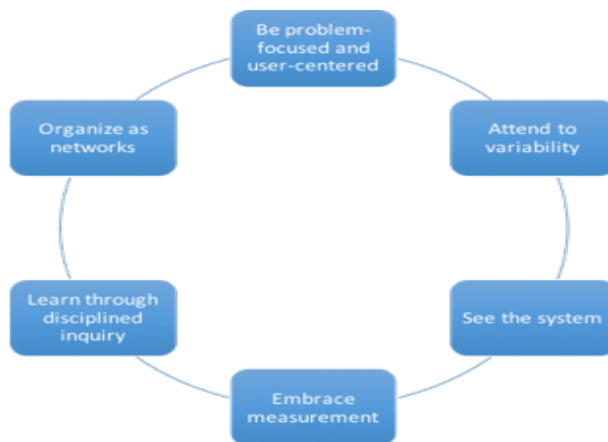 Be problem-
focused and
user-centered
Attend to
variability
See the system
Embrace
measurement
Learn through
disciplined
inquiry
Organize as
networks